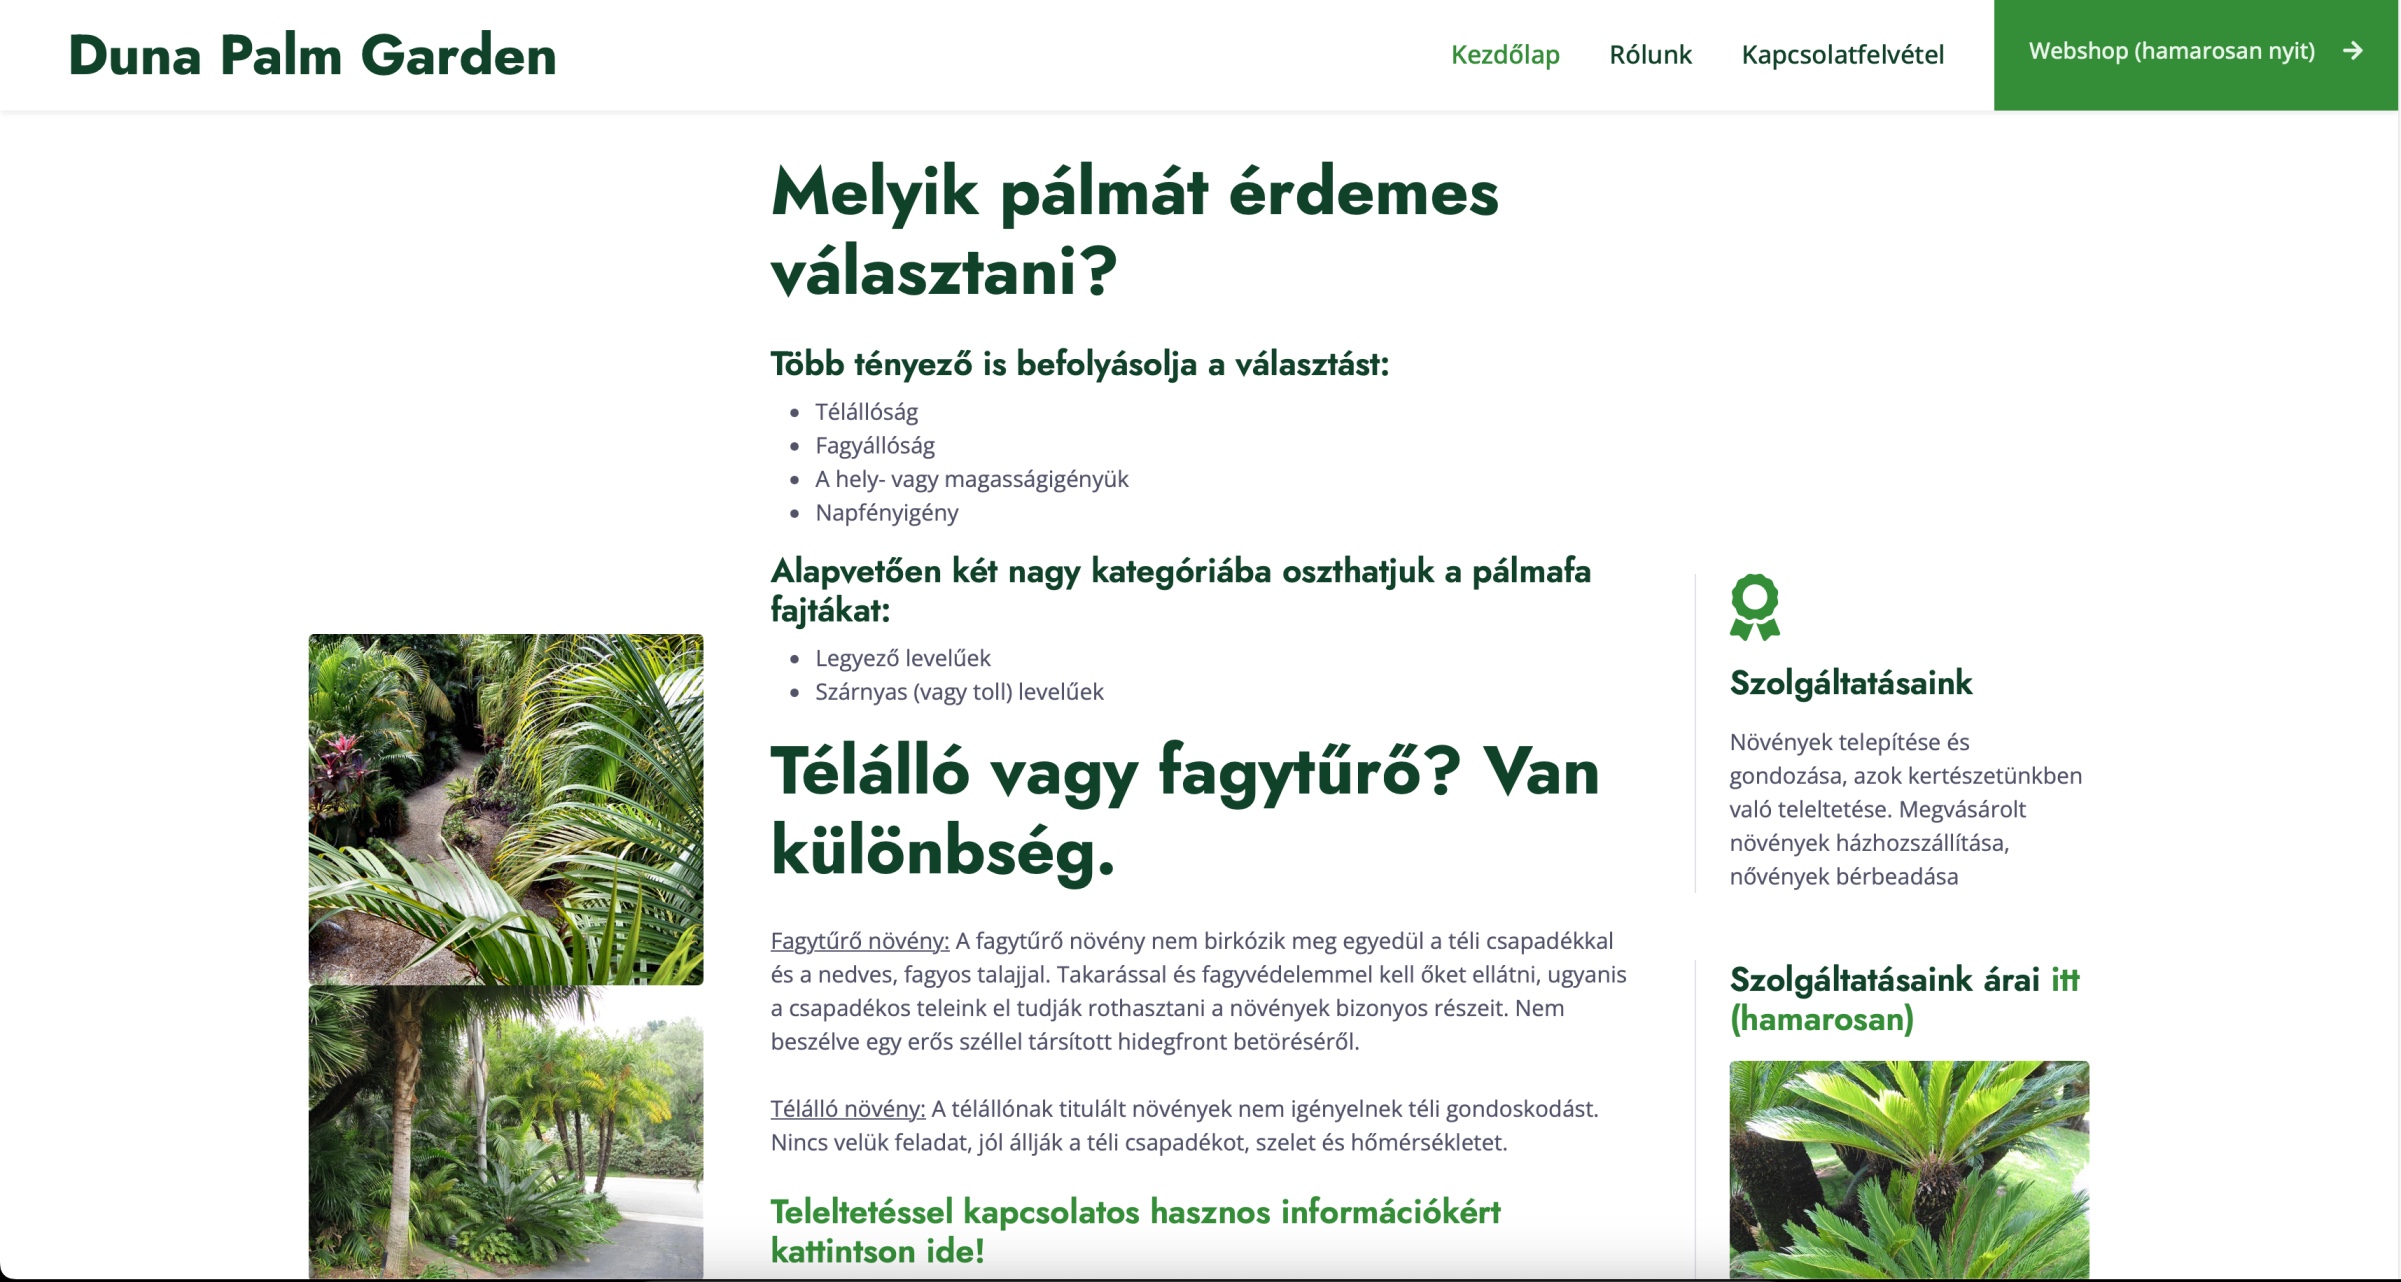 Duna Palm Garden
Kezdőlap
Rólunk
Kapcsolatfelvétel
Webshop (hamarosan nyit)
Melyik pálmát érdemes
választani?
Több tényező is befolyásolja a választást:
Télállóság
Fagyállóság
A hely- vagy magasságigényük
Napfényigény
Alapvetően két nagy kategóriába oszthatjuk a pálmafa
fajtákat:
Legyező levelűek
Szárnyas (vagy toll) levelűek
Télálló vagy fagytűrő? Van
különbség.
Fagytűrő növény: A fagytűrő növény nem birkózik meg egyedül a téli csapadékkal
és a nedves, fagyos talajjal. Takarással és fagyvédelemmel kell őket ellátni, ugyanis
a csapadékos teleink el tudják rothasztani a növények bizonyos részeit. Nem
beszélve egy erős széllel társított hidegfront betöréséről.
Télálló növény: A télállónak titulált növények nem igényelnek téli gondoskodást.
Nincs velük feladat, jól állják a téli csapadékot, szelet és hőmérsékletet.
Teleltetéssel kapcsolatos hasznos információkért
kattintson ide!
Szolgáltatásaink
Növények telepítése és
gondozása, azok kertészetünkben
való teleltetése. Megvásárolt
növények házhozszállítása,
nővények bérbeadása
Szolgáltatásaink árai itt
(hamarosan)